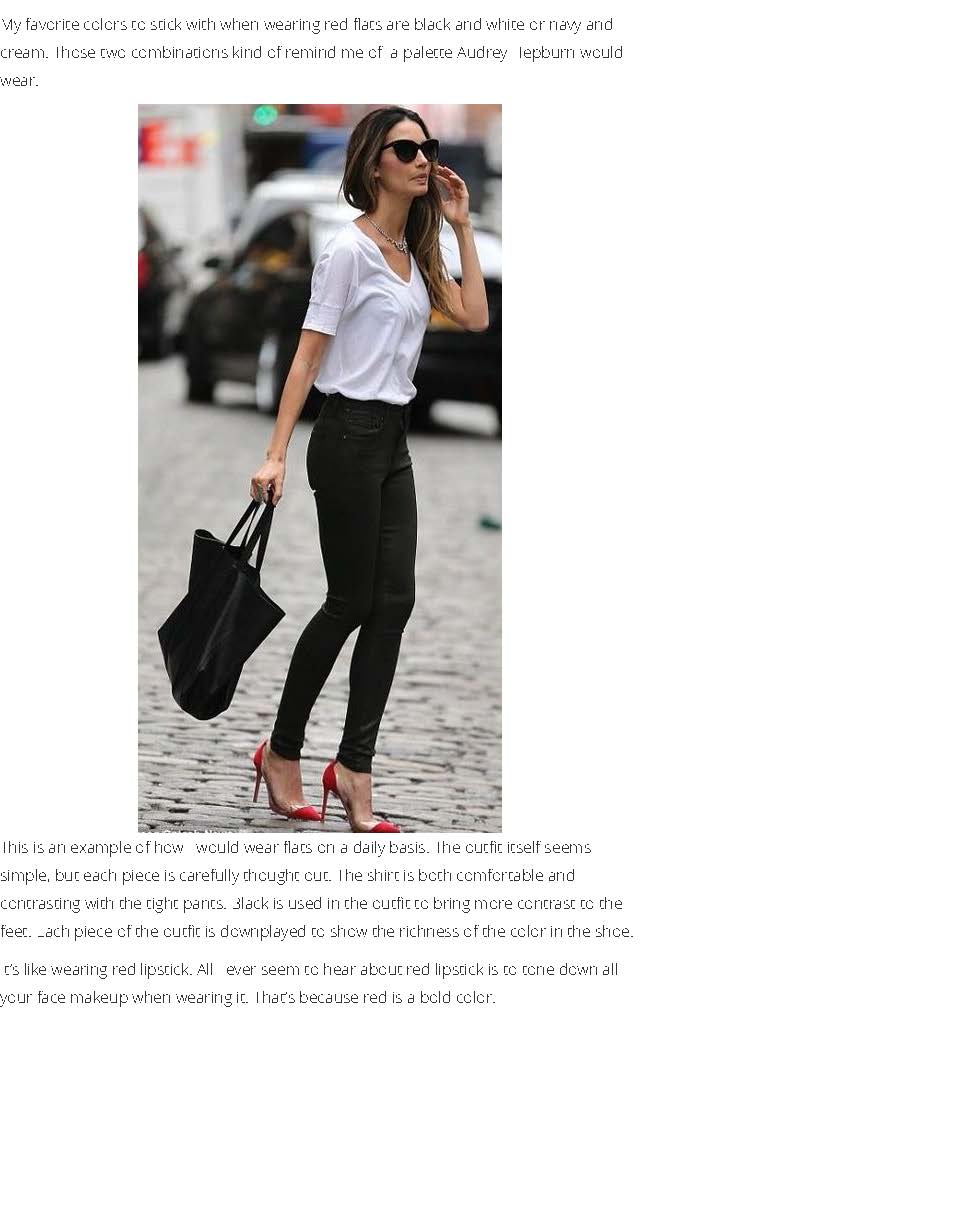 My favorite colors to stick with when wearing red flats are black and white or navy and
cream. Those two combinations kind of remind me of a palette Audrey Hepburn would
wear.
Ex
This is an example of how I would wear flats on a daily basis. The outfit itself seems
simple, but each piece is carefully thought out. The shirt is both comfortable and
contrasting with the tight pants. Black is used in the outfit to bring more contrast to the
feet. Each piece of the outfit is downplayed to show the richness of the color in the shoe.
It's like wearing red lipstick. All I ever seem to hear about red lipstick is to tone down all
your face makeup when wearing it. That's because red is a bold color.